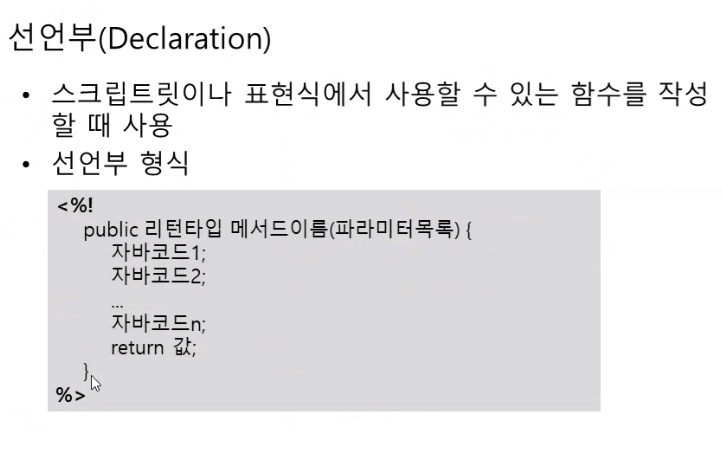 선언부(Declaration)
• 스크립트릿이나 표현식에서 사용할 수 있는 함수를 작성
할 때 사용
• 선언부 형식
<%!
public 리턴타입 메서드이름(파라미터목록) {
자바코드1;
자바코드2;
...
자바코드n;
return 값;
}
%>